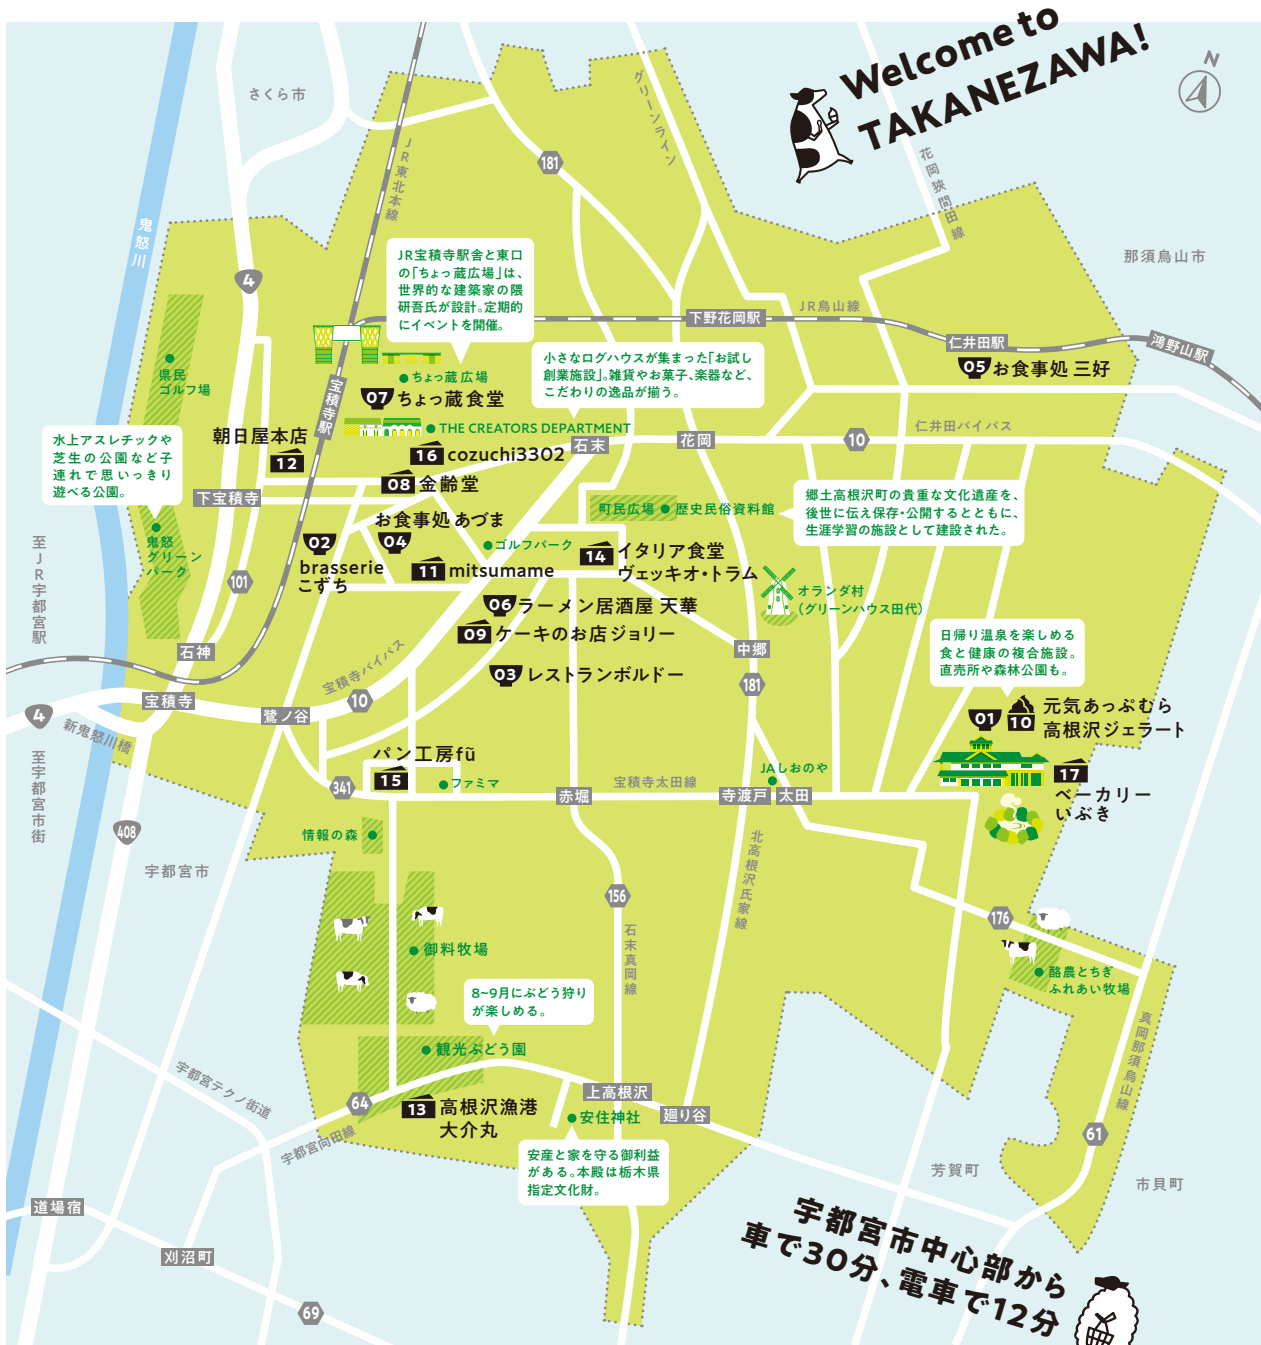 Welcome to
TAKANEZAWA!
N
さくら市
グリーンライン
JR東北本線
181
花岡狭間田線
鬼怒川
4
JR宝積寺駅舎と東口
の「ちょっ蔵広場」は、
世界的な建築家の隈
研吾氏が設計。定期的
にイベントを開催。
那須烏山市
JR烏山線
下野花岡駅
仁井田駅
鴻野山駅
05 お食事処 三好
県民
ゴルフ場
宝積寺駅
ちょっ蔵広場
07 ちょっ蔵食堂
小さなログハウスが集まった「お試し
創業施設」。雑貨やお菓子、楽器など、
こだわりの逸品が揃う。
THE CREATORS DEPARTMENT
石末
花岡
10
仁井田バイパス
朝日屋本店
12
16 cozuchi3302
水上アスレチックや
芝生の公園など子
連れで思いっきり
遊べる公園。
下宝積寺
08 金齢堂
町民広場
歴史民俗資料館
郷土高根沢町の貴重な文化遺産を、
後世に伝え保存・公開するとともに、
生涯学習の施設として建設された。
鬼怒
グリーン
パーク
お食事処 あづま
04
02
brasserie
こずち
ゴルフパーク
14 イタリア食堂
ヴェッキオ・トラム
11 mitsumame
至JR宇都宮駅
101
オランダ村
(グリーンハウス田代)
06 ラーメン居酒屋 天華
09 ケーキのお店ジョリー
03 レストランボルドー
石神
中郷
181
日帰り温泉を楽しめる
食と健康の複合施設。
直売所や森林公園も。
宝積寺バイパス
宝積寺
10
鷺ノ谷
4
新鬼怒川橋
01 10 元気あっぷむら
高根沢ジェラート
至宇都宮市街
パン工房fū
15
ファミマ
341
赤堀
宝積寺太田線
JAしおのや
寺渡戸
太田
17
ベーカリー
いぶき
408
情報の森
宇都宮市
北高根沢氏家線
156
石末真岡線
176
御料牧場
酪農とちぎ
ふれあい牧場
8~9月にぶどう狩り
が楽しめる。
観光ぶどう園
真岡那須烏山線
宇都宮テクノ街道
64
宇都宮向田線
13 高根沢漁港
大介丸
上高根沢
廻り谷
安住神社
61
安産と家を守る御利益
がある。本殿は栃木県
指定文化財。
芳賀町
市貝町
道場宿
刈沼町
69
宇都宮市中心部から
車で30分、電車で12分